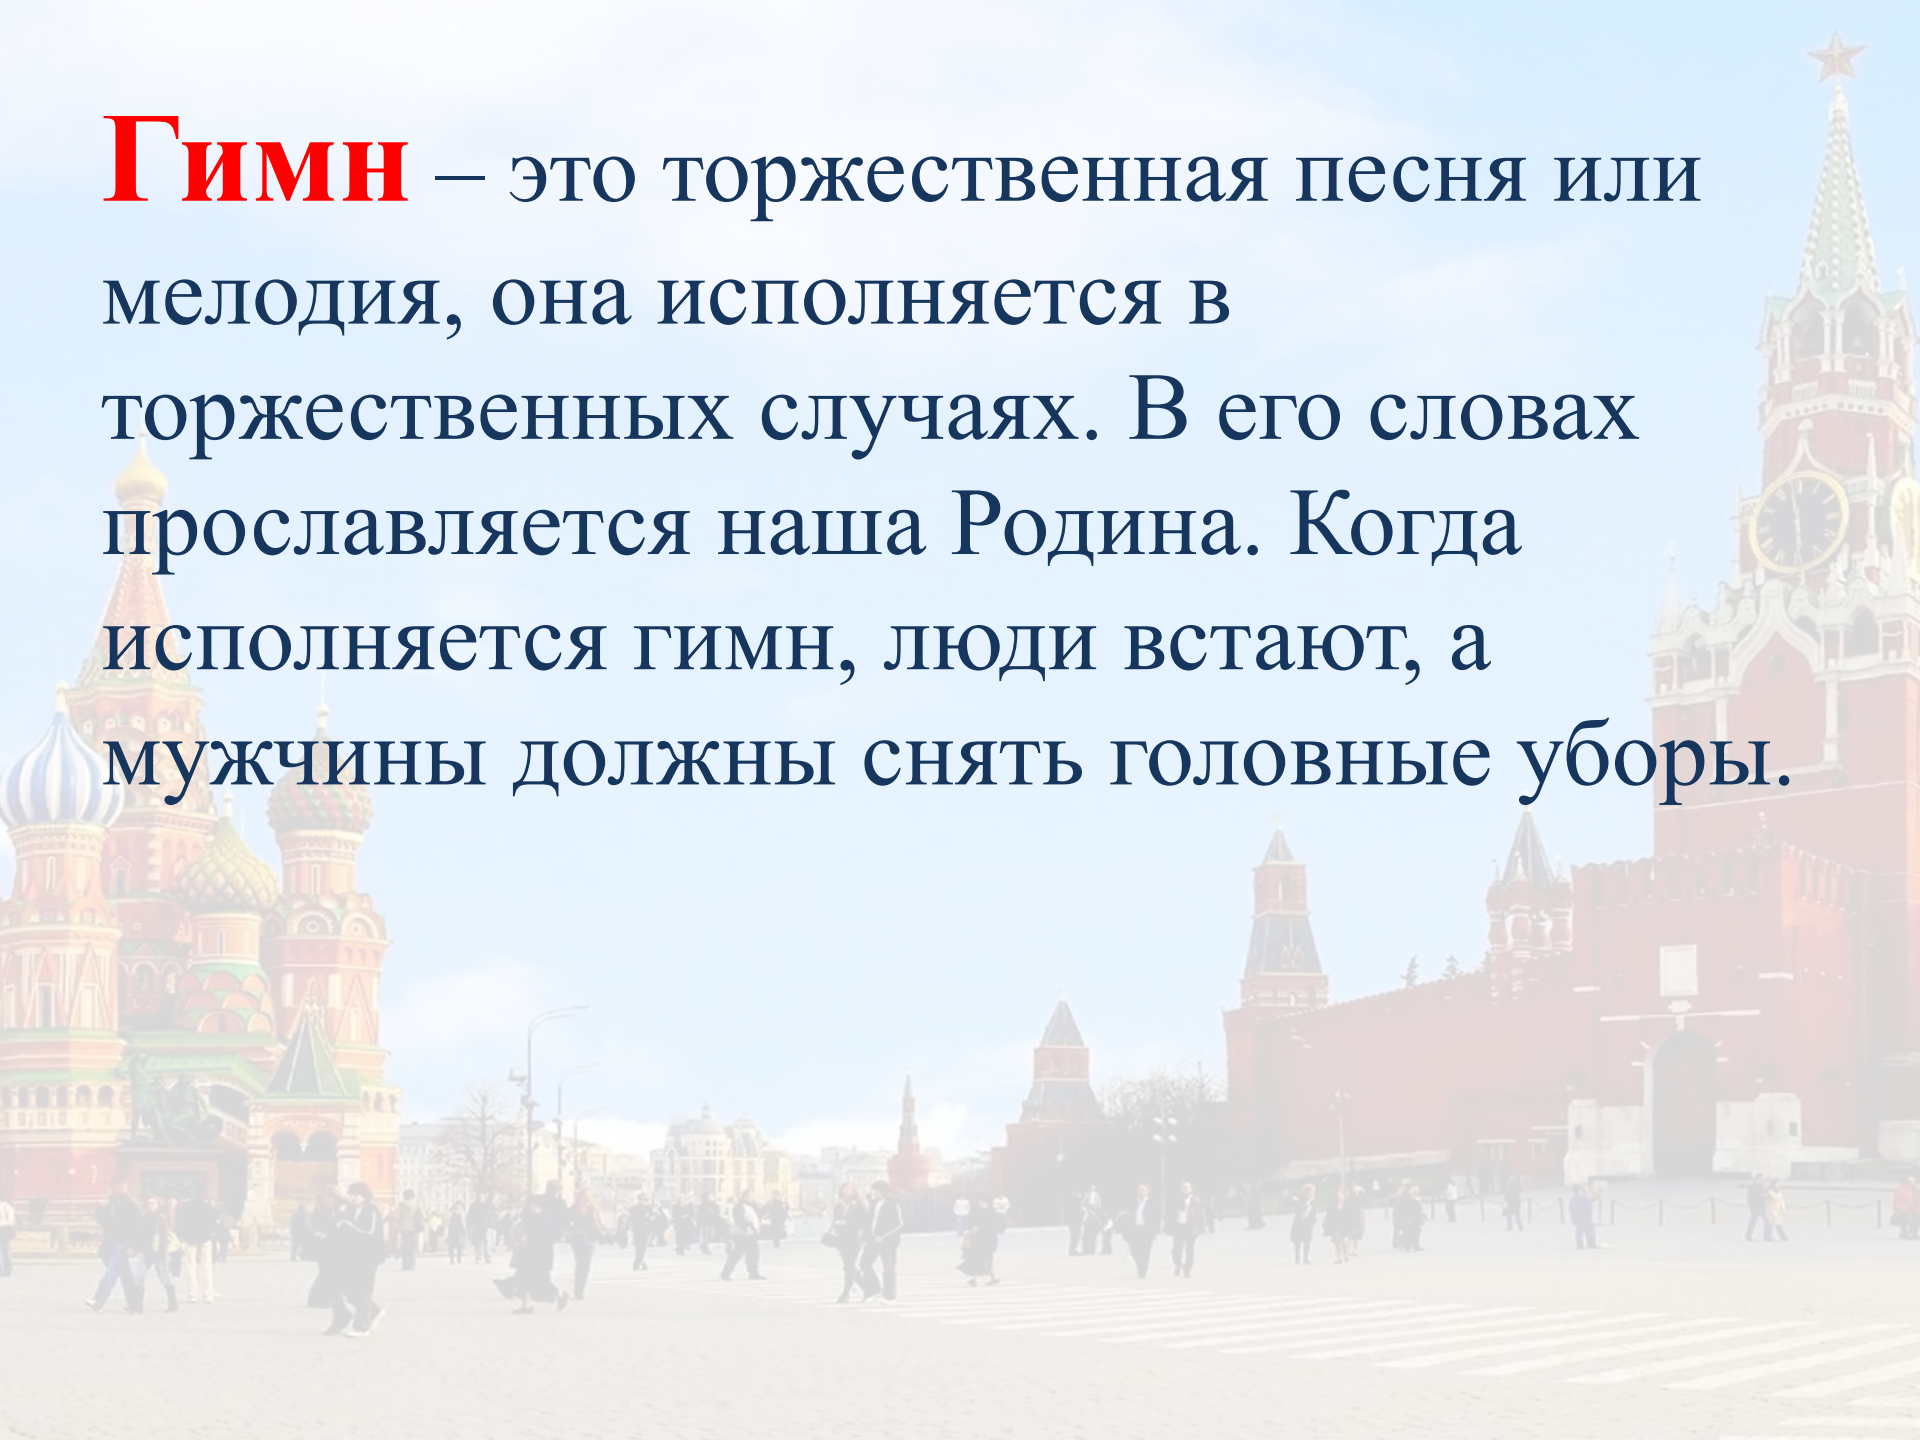 Гимн – это торжественная песня или
мелодия, она исполняется в
торжественных случаях. В его словах
прославляется наша Родина. Когда
исполняется гимн, люди встают, а
мужчины должны снять головные уборы.